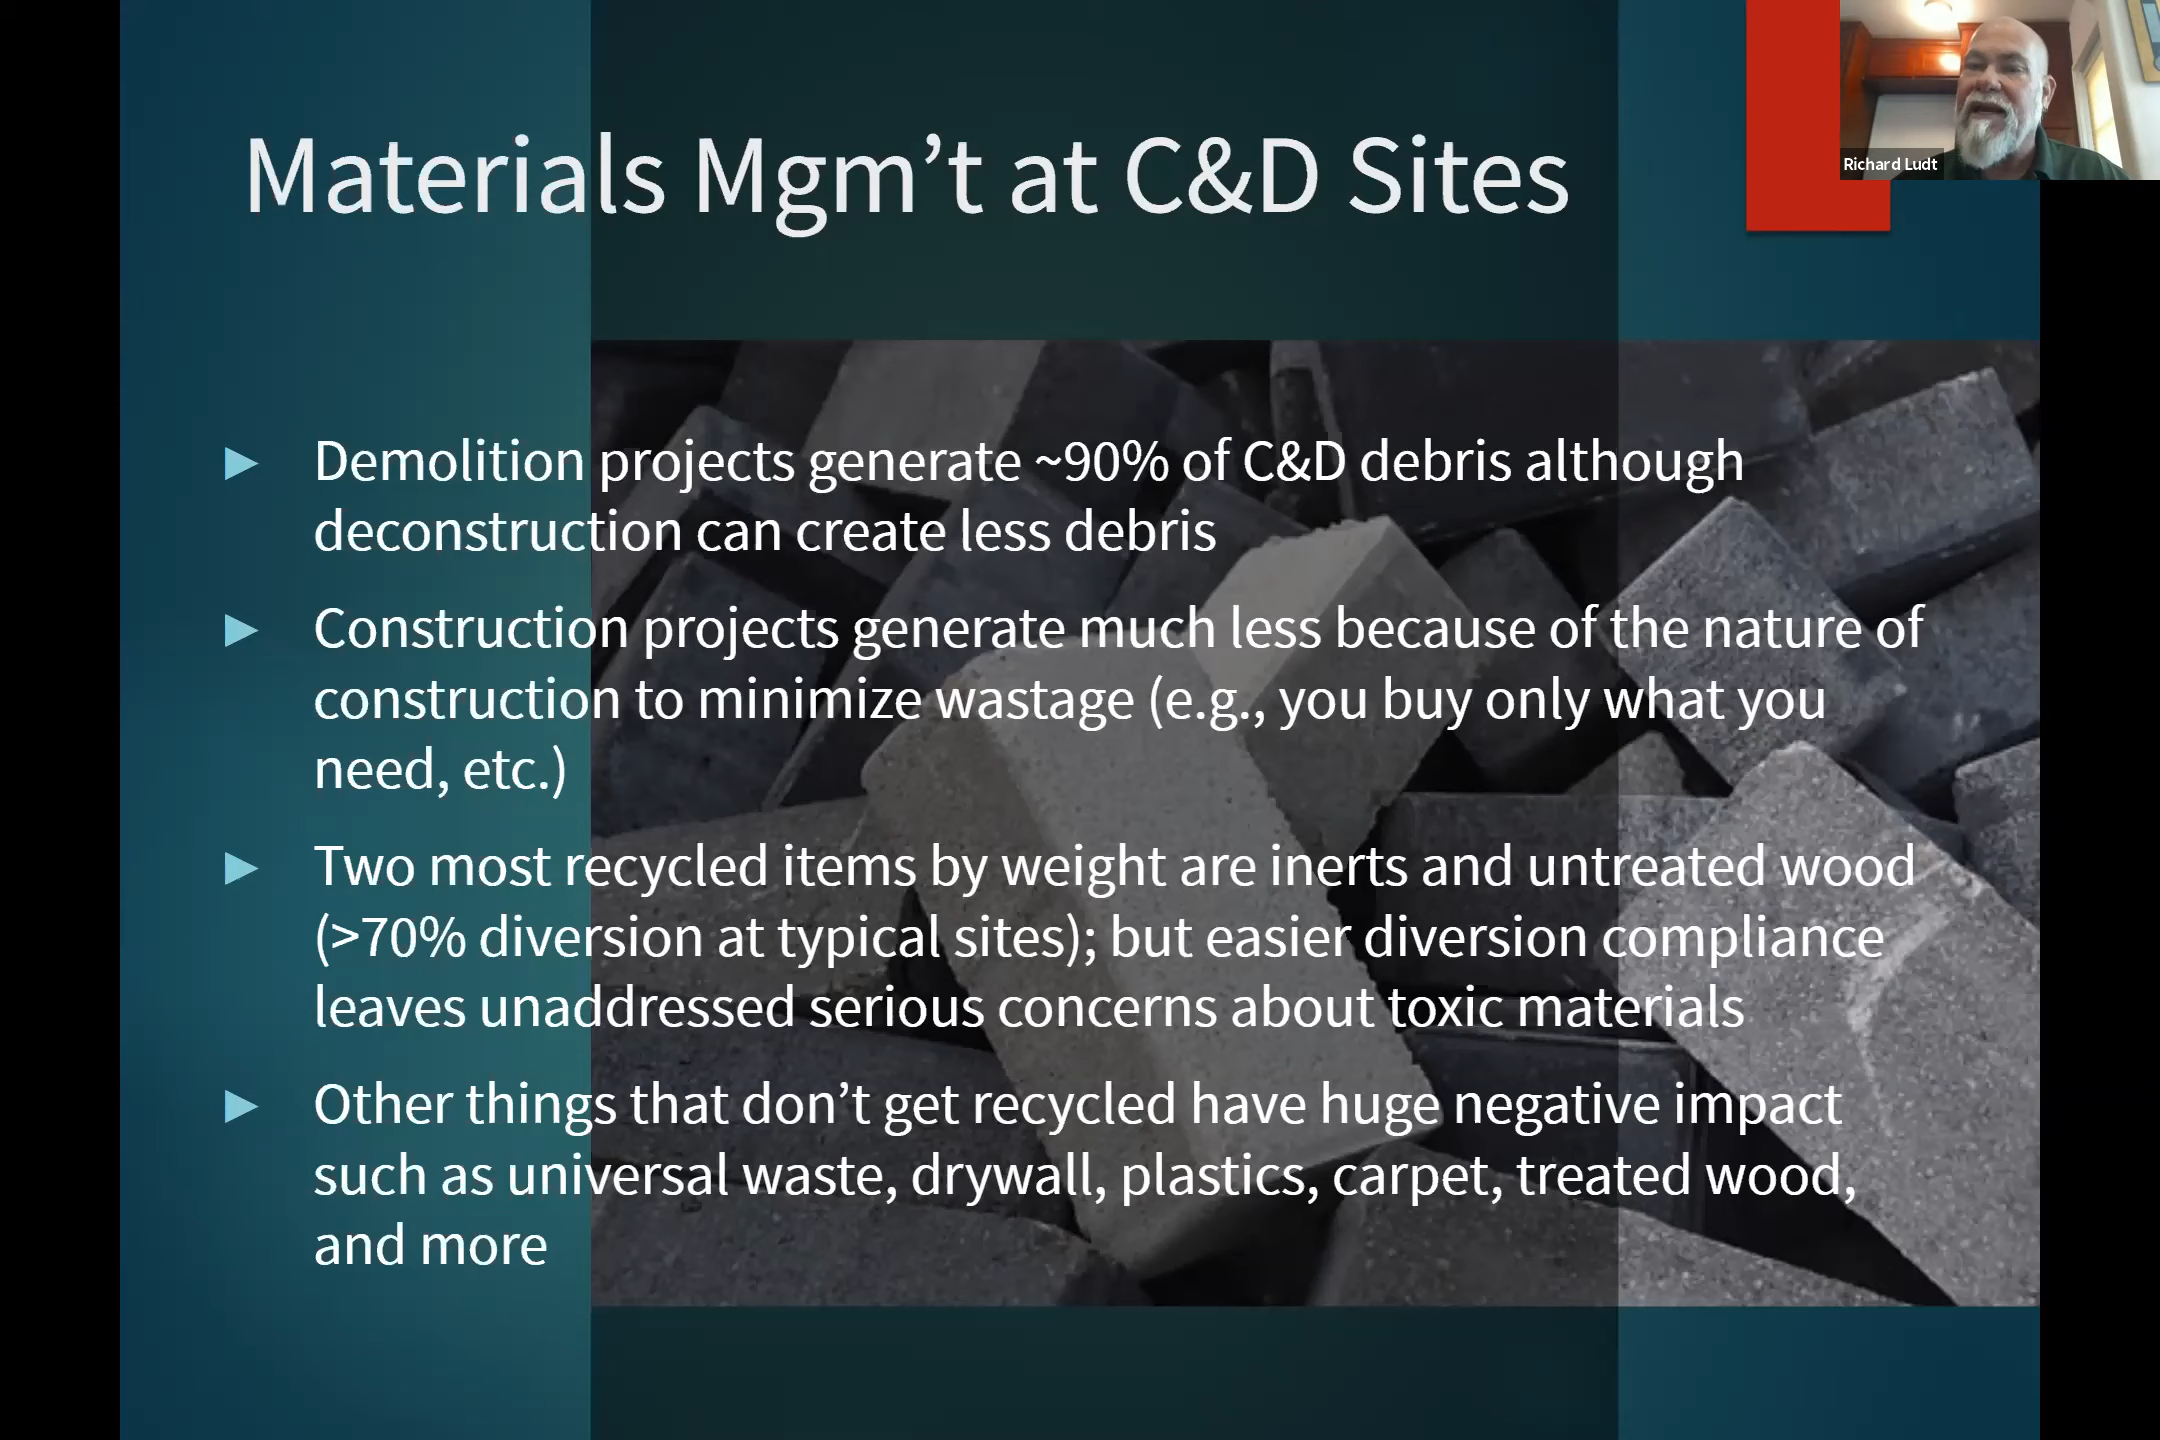 Materials Mgm’t at C&D Sites
Richard Ludt
Demolition projects generate ~90% of C&D debris although
deconstruction can create less debris
Construction projects generate much less because of the nature of
construction to minimize wastage (e.g., you buy only what you
need, etc.)
Two most recycled items by weight are inerts and untreated wood
(>70% diversion at typical sites); but easier diversion compliance
leaves unaddressed serious concerns about toxic materials
Other things that don’t get recycled have huge negative impact
such as universal waste, drywall, plastics, carpet, treated wood,
and more